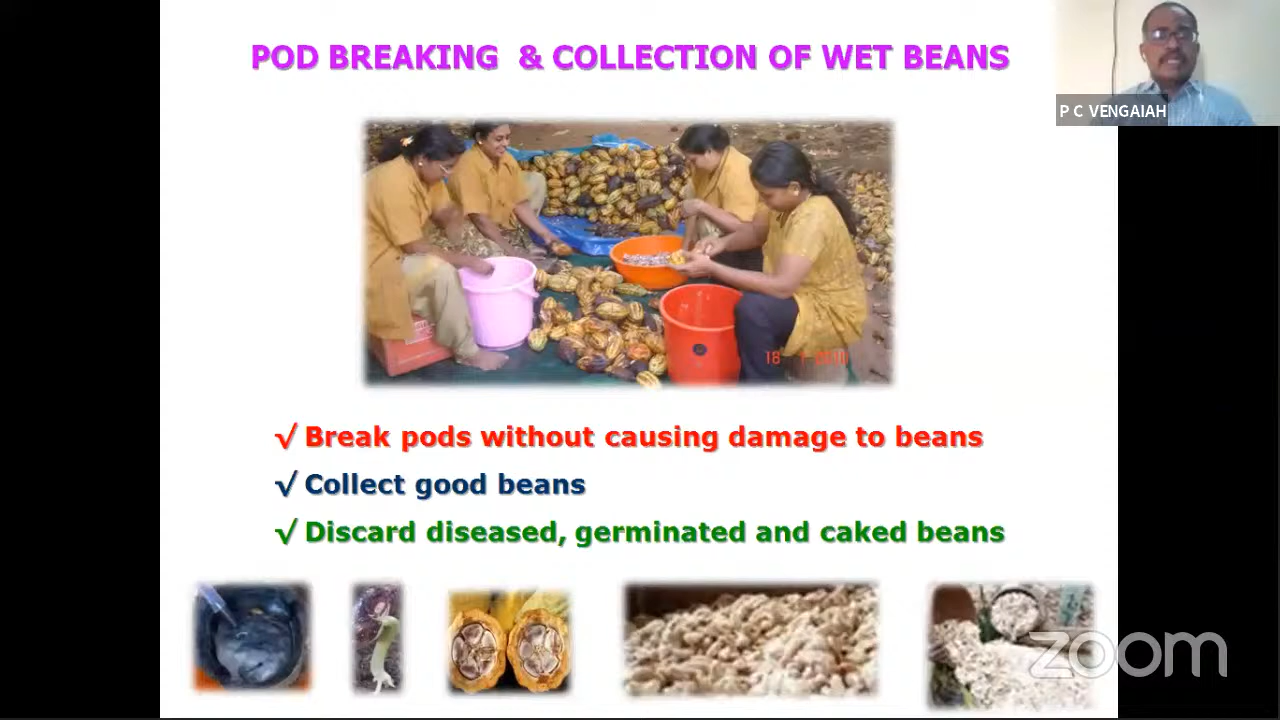 POD BREAKING & COLLECTION OF WET BEANS
P C VENGAIAH
√ Break pods without causing damage to beans
√ Collect good beans
√ Discard diseased, germinated and caked beans
zoom